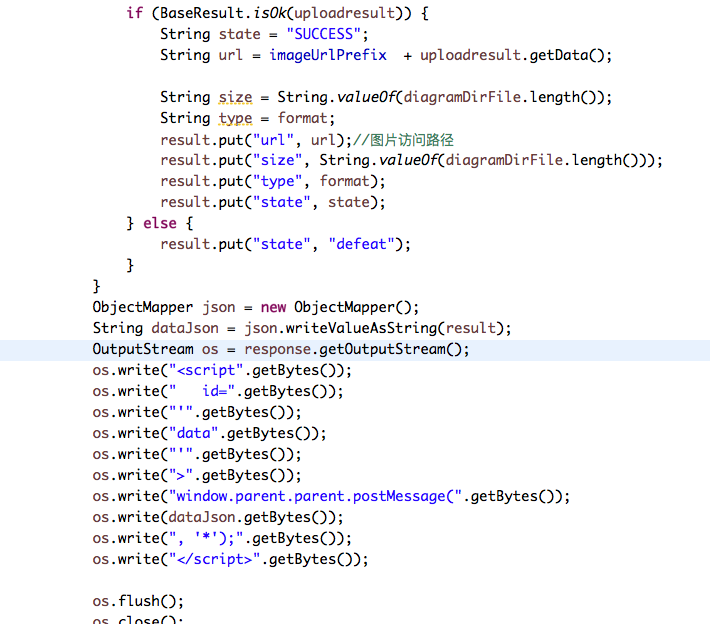 if (BaseResult.isOk(uploadresult)) {
String state = "SUCCESS";
String url = imageUrlPrefix  + uploadresult.getData();
String size = String.valueOf(diagramDirFile.length());
String type = format;
result.put("url", url);//图片访问路径
result.put("size", String.valueOf(diagramDirFile.length()));
result.put("type", format);
result.put("state", state);
} else {
result.put("state", "defeat");
}
}
ObjectMapper json = new ObjectMapper();
String dataJson = json.writeValueAsString(result);
OutputStream os = response.getOutputStream();
os.write("<script".getBytes());
os.write("   id=".getBytes());
os.write("'".getBytes());
os.write("data".getBytes());
os.write("'".getBytes());
os.write(">".getBytes());
os.write("window.parent.parent.postMessage(".getBytes());
os.write(dataJson.getBytes());
os.write(", '*');".getBytes());
os.write("</script>".getBytes());
os.flush();
os.close();